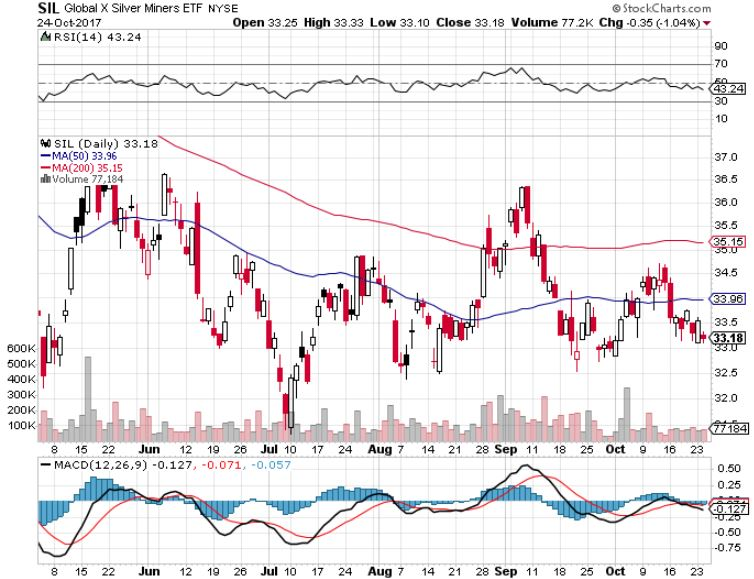 SIL Global X Silver Miners ETF NYSE © StockCharts.com
24-Oct-2017 Open 33.25 High 33.33 Low 33.10 Close 33.18 Volume 77.2K Chg -0.35 (-1.04%)
RSI(14) 43.24
90
70
50
43.24
30
10
SIL (Daily) 33.18
MA(50) 33.96
MA(200) 35.15
Volume 77,184
37.0
36.5
36.0
35.5
35.15
35.0
34.5
33.96
33.5
33.18
33.0
32.5
32.0
600K
500K
400K
300K
200K
100K
77184
8 15 22 Jun 12 19 26 Jul 10 17 24 Aug 7 14 21 28 Sep 11 18 25 Oct 9 16 23
MACD(12,26,9) -0.127, -0.071, -0.057
0.50
0.25
0.00
-0.127
-0.25
-0.50
-0.75
8 15 22 Jun 12 19 26 Jul 10 17 24 Aug 7 14 21 28 Sep 11 18 25 Oct 9 16 23